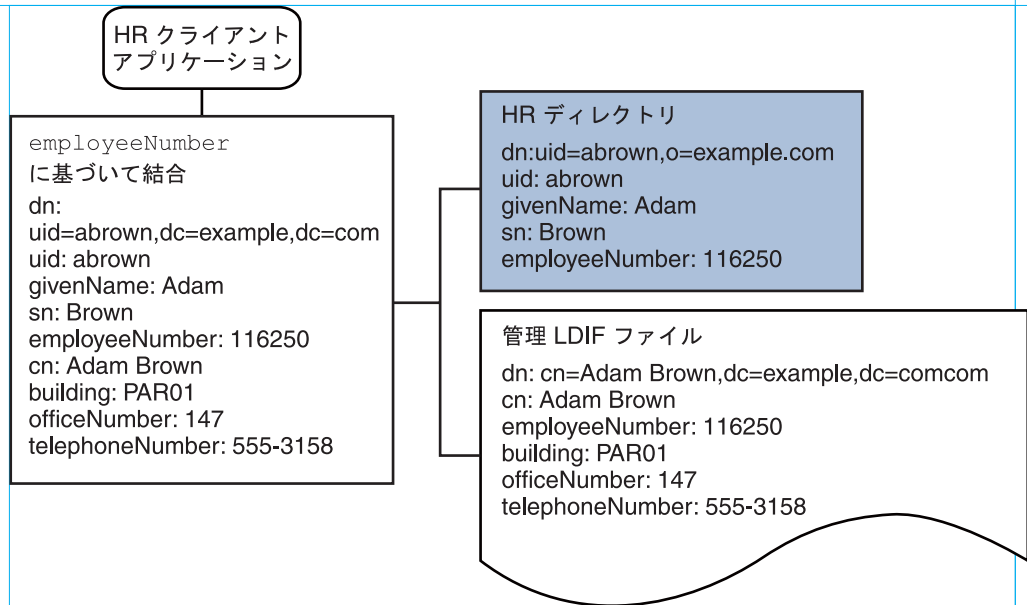 HR クライアント
アプリケーション
employeeNumber
に基づいて結合
dn:
uid=abrown,dc=example,dc=com
uid: abrown
givenName: Adam
sn: Brown
employeeNumber: 116250
cn: Adam Brown
building: PAR01
officeNumber: 147
telephoneNumber: 555-3158
HR ディレクトリ
dn:uid=abrown,o=example.com
uid: abrown
givenName: Adam
sn: Brown
employeeNumber: 116250
管理 LDIF ファイル
dn: cn=Adam Brown,dc=example,dc=comcom
cn: Adam Brown
employeeNumber: 116250
building: PAR01
officeNumber: 147
telephoneNumber: 555-3158